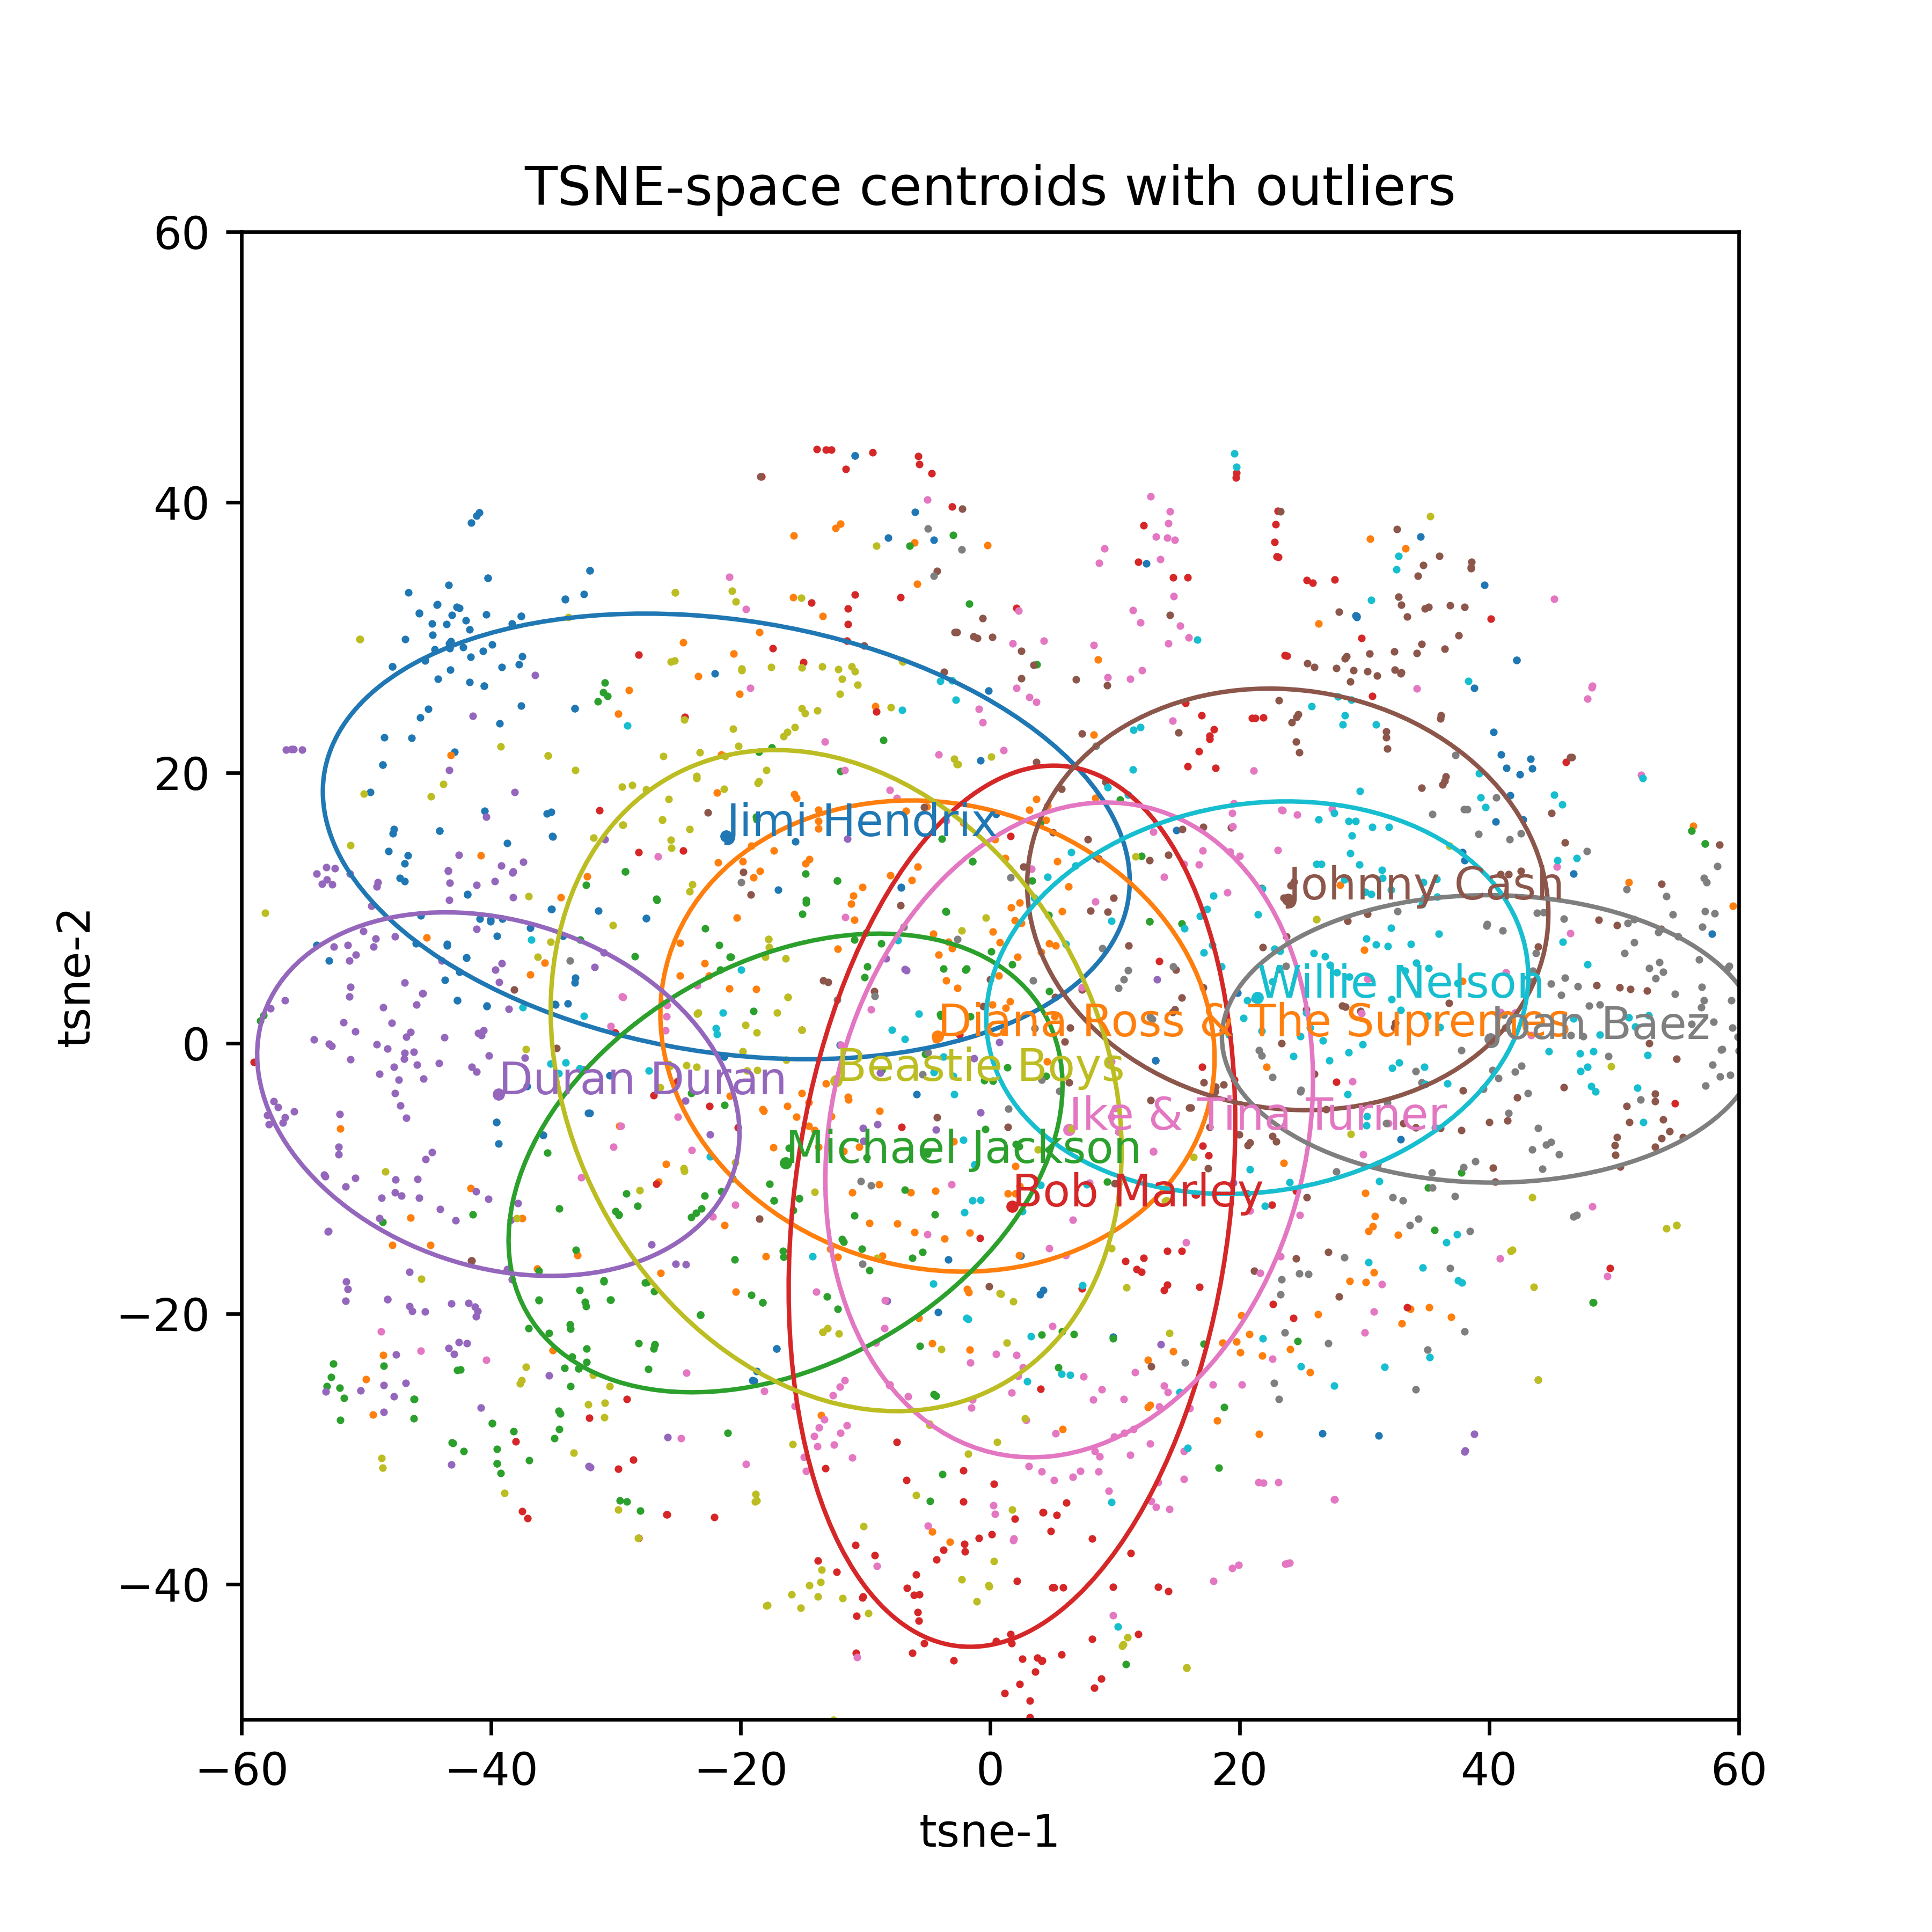 TSNE-space centroids with outliers
60
40
20
0
−20
−40
tsne-2
Jimi Hendrix
Johnny Cash
Willie Nelson
Diana Ross & The Supremes
Joan Baez
Beastie Boys
Duran Duran
Ike & Tina Turner
Michael Jackson
Bob Marley
−60
−40
−20
0
20
40
60
tsne-1